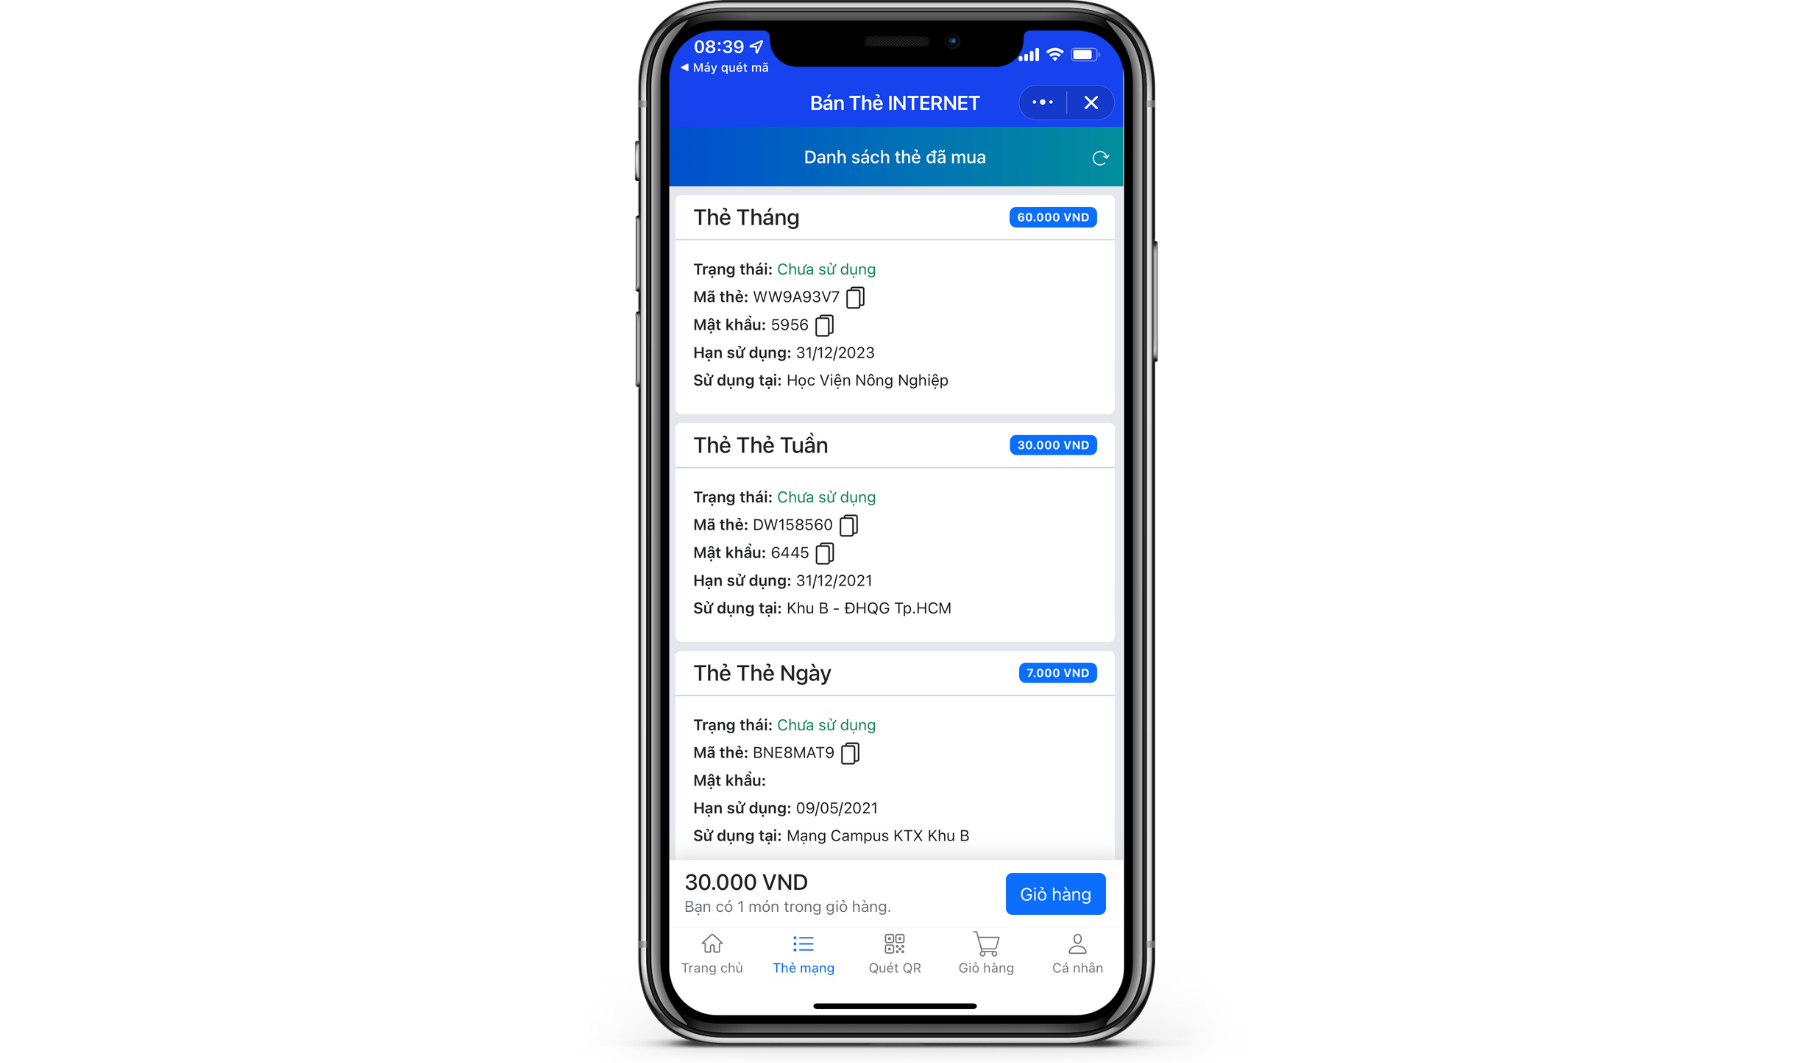 08:39
◄ Máy quét mã
Bán Thẻ INTERNET
Danh sách thẻ đã mua
Thẻ Tháng
60.000 VND
Trạng thái: Chưa sử dụng
Mã thẻ: WW9A93V7
Mật khẩu: 5956
Hạn sử dụng: 31/12/2023
Sử dụng tại: Học Viện Nông Nghiệp
Thẻ Thẻ Tuần
30.000 VND
Trạng thái: Chưa sử dụng
Mã thẻ: DW158560
Mật khẩu: 6445
Hạn sử dụng: 31/12/2021
Sử dụng tại: Khu B - ĐHQG Tp.HCM
Thẻ Thẻ Ngày
7.000 VND
Trạng thái: Chưa sử dụng
Mã thẻ: BNE8MAT9
Mật khẩu:
Hạn sử dụng: 09/05/2021
Sử dụng tại: Mạng Campus KTX Khu B
30.000 VND
Bạn có 1 món trong giỏ hàng.
Giỏ hàng
Trang chủ
Thẻ mạng
Quét QR
Giỏ hàng
Cá nhân